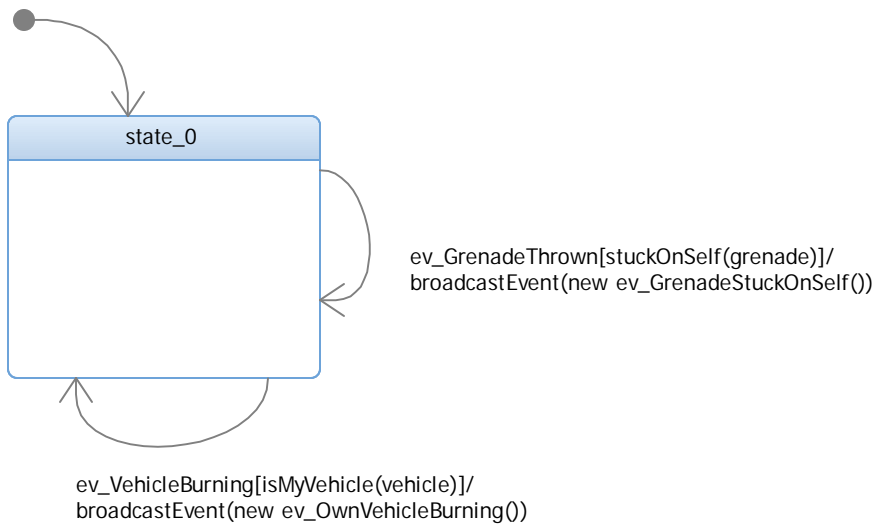 state_0
ev_GrenadeThrown[stuckOnSelf(grenade)]/
broadcastEvent(new ev_GrenadeStuckOnSelf())
ev_VehicleBurning[isMyVehicle(vehicle)]/
broadcastEvent(new ev_OwnVehicleBurning())